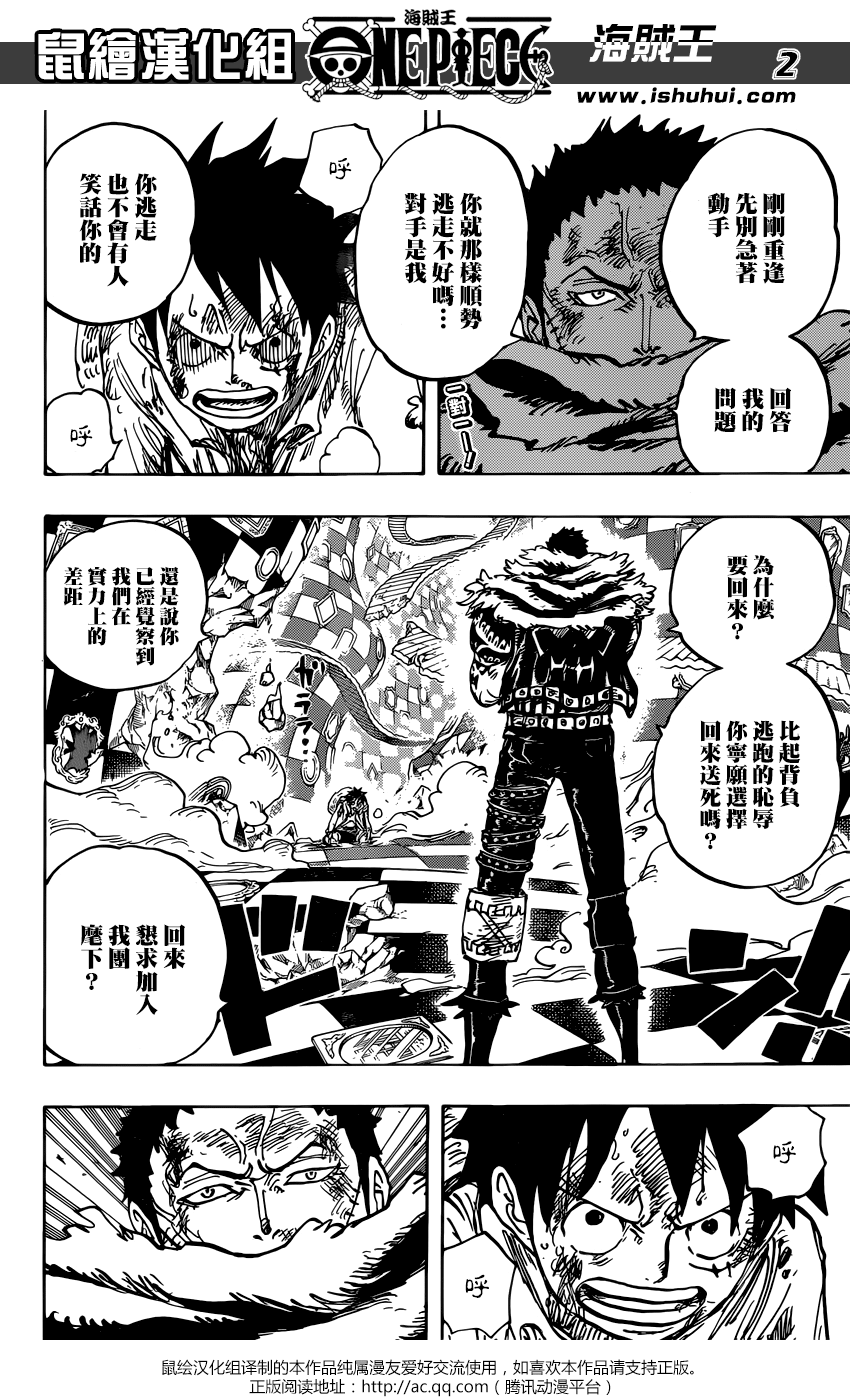 鼠繪漢化組
海賊王
ONE PIECE
海賊王
2
www.ishuhui.com
剛剛重逢
先別急著
動手
回答
我的
問題
一對一!!
你就那樣順勢
逃走不好嗎…
對手是我
呼
你逃走
也不會有人
笑話你的
呼
為什麼
要回來?
比起背負
逃跑的恥辱
你寧願選擇
回來送死嗎?
還是說你
已經覺察到
我們在
實力上的
差距
ガラララ…
回來
懇求加入
我團
麾下?
呼
呼
鼠绘汉化组译制的本作品纯属漫友爱好交流使用，如喜欢本作品请支持正版。
正版阅读地址：http://ac.qq.com（腾讯动漫平台）